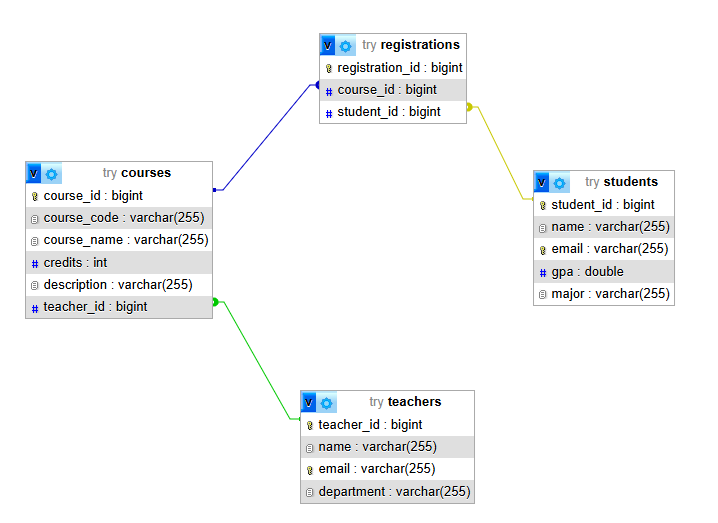 v try registrations
registration_id : bigint
# course_id : bigint
# student_id : bigint
v try courses
course_id : bigint
course_code : varchar(255)
course_name : varchar(255)
# credits : int
description : varchar(255)
# teacher_id : bigint
v try students
student_id : bigint
name : varchar(255)
email : varchar(255)
# gpa : double
major : varchar(255)
v try teachers
teacher_id : bigint
name : varchar(255)
email : varchar(255)
department : varchar(255)